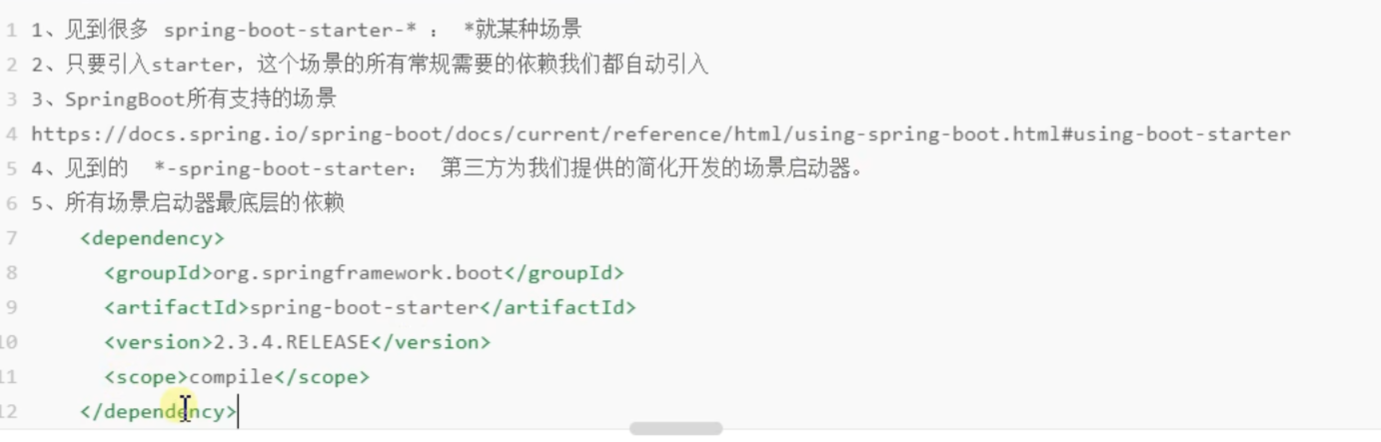 1 1、见到很多 spring-boot-starter-* ： *就某种场景
2 2、只要引入starter，这个场景的所有常规需要的依赖我们都自动引入
3 3、SpringBoot所有支持的场景
4 https://docs.spring.io/spring-boot/docs/current/reference/html/using-spring-boot.html#using-boot-starter
5 4、见到的 *-spring-boot-starter： 第三方为我们提供的简化开发的场景启动器。
6 5、所有场景启动器最底层的依赖
7 <dependency>
8 <groupId>org.springframework.boot</groupId>
9 <artifactId>spring-boot-starter</artifactId>
10 <version>2.3.4.RELEASE</version>
11 <scope>compile</scope>
12 </dependency>